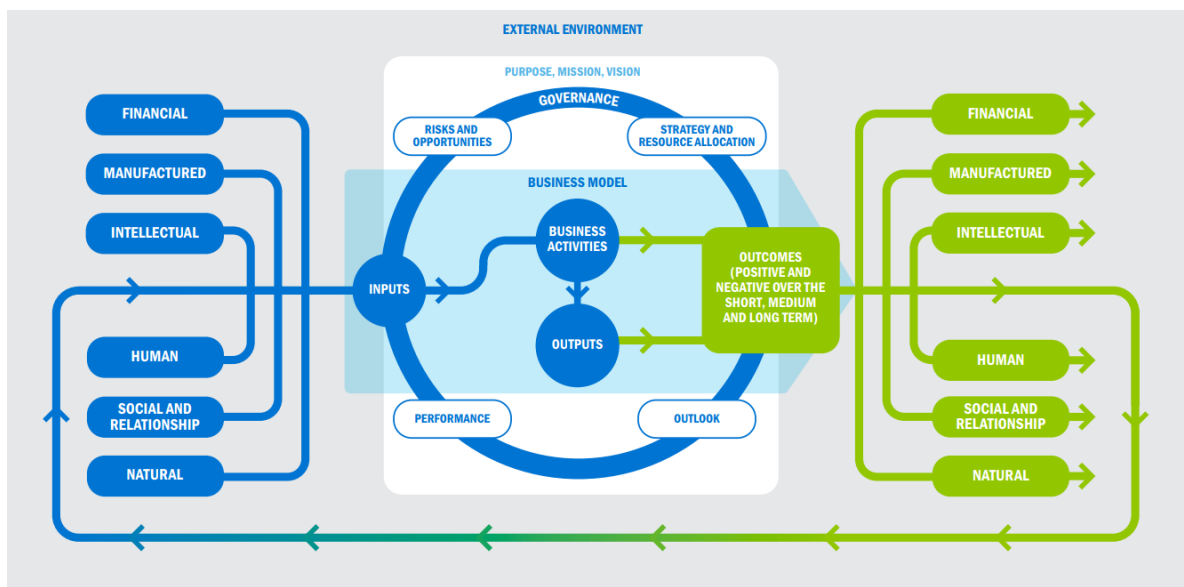 EXTERNAL ENVIRONMENT
PURPOSE, MISSION, VISION
GOVERNANCE
RISKS AND
OPPORTUNITIES
STRATEGY AND
RESOURCE ALLOCATION
FINANCIAL
MANUFACTURED
INTELLECTUAL
HUMAN
SOCIAL AND
RELATIONSHIP
NATURAL
BUSINESS MODEL
INPUTS
BUSINESS
ACTIVITIES
OUTPUTS
OUTCOMES
(POSITIVE AND
NEGATIVE OVER THE
SHORT, MEDIUM
AND LONG TERM)
PERFORMANCE
OUTLOOK
FINANCIAL
MANUFACTURED
INTELLECTUAL
HUMAN
SOCIAL AND
RELATIONSHIP
NATURAL